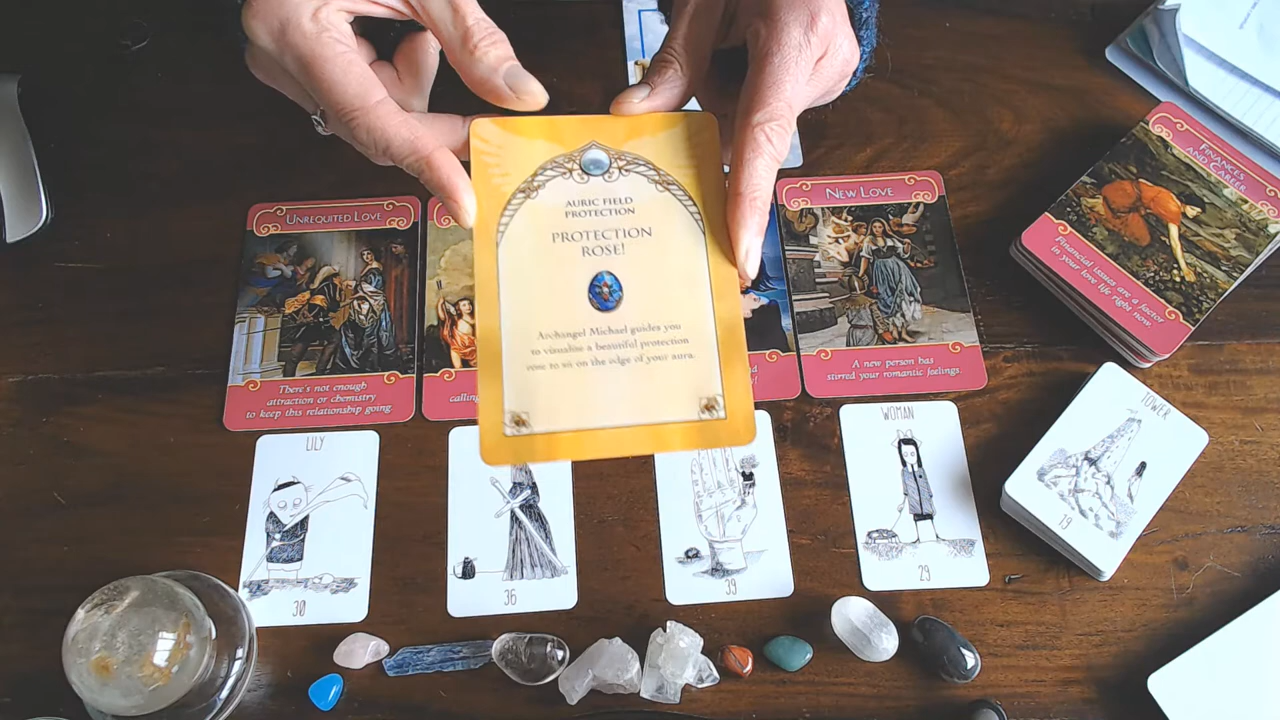 AURIC FIELD
PROTECTION
PROTECTION
ROSE!
Archangel Michael guides you
to visualise a beautiful protection
rose to sit on the edge of your aura.
UNREQUITED LOVE
There's not enough
attraction or chemistry
to keep this relationship going.
calling
NEW LOVE
A new person has
stirred your romantic feelings.
FINANCES
AND CAREER
Financial issues are a factor
in your love life right now.
LILY
30
36
39
WOMAN
29
TOWER
19